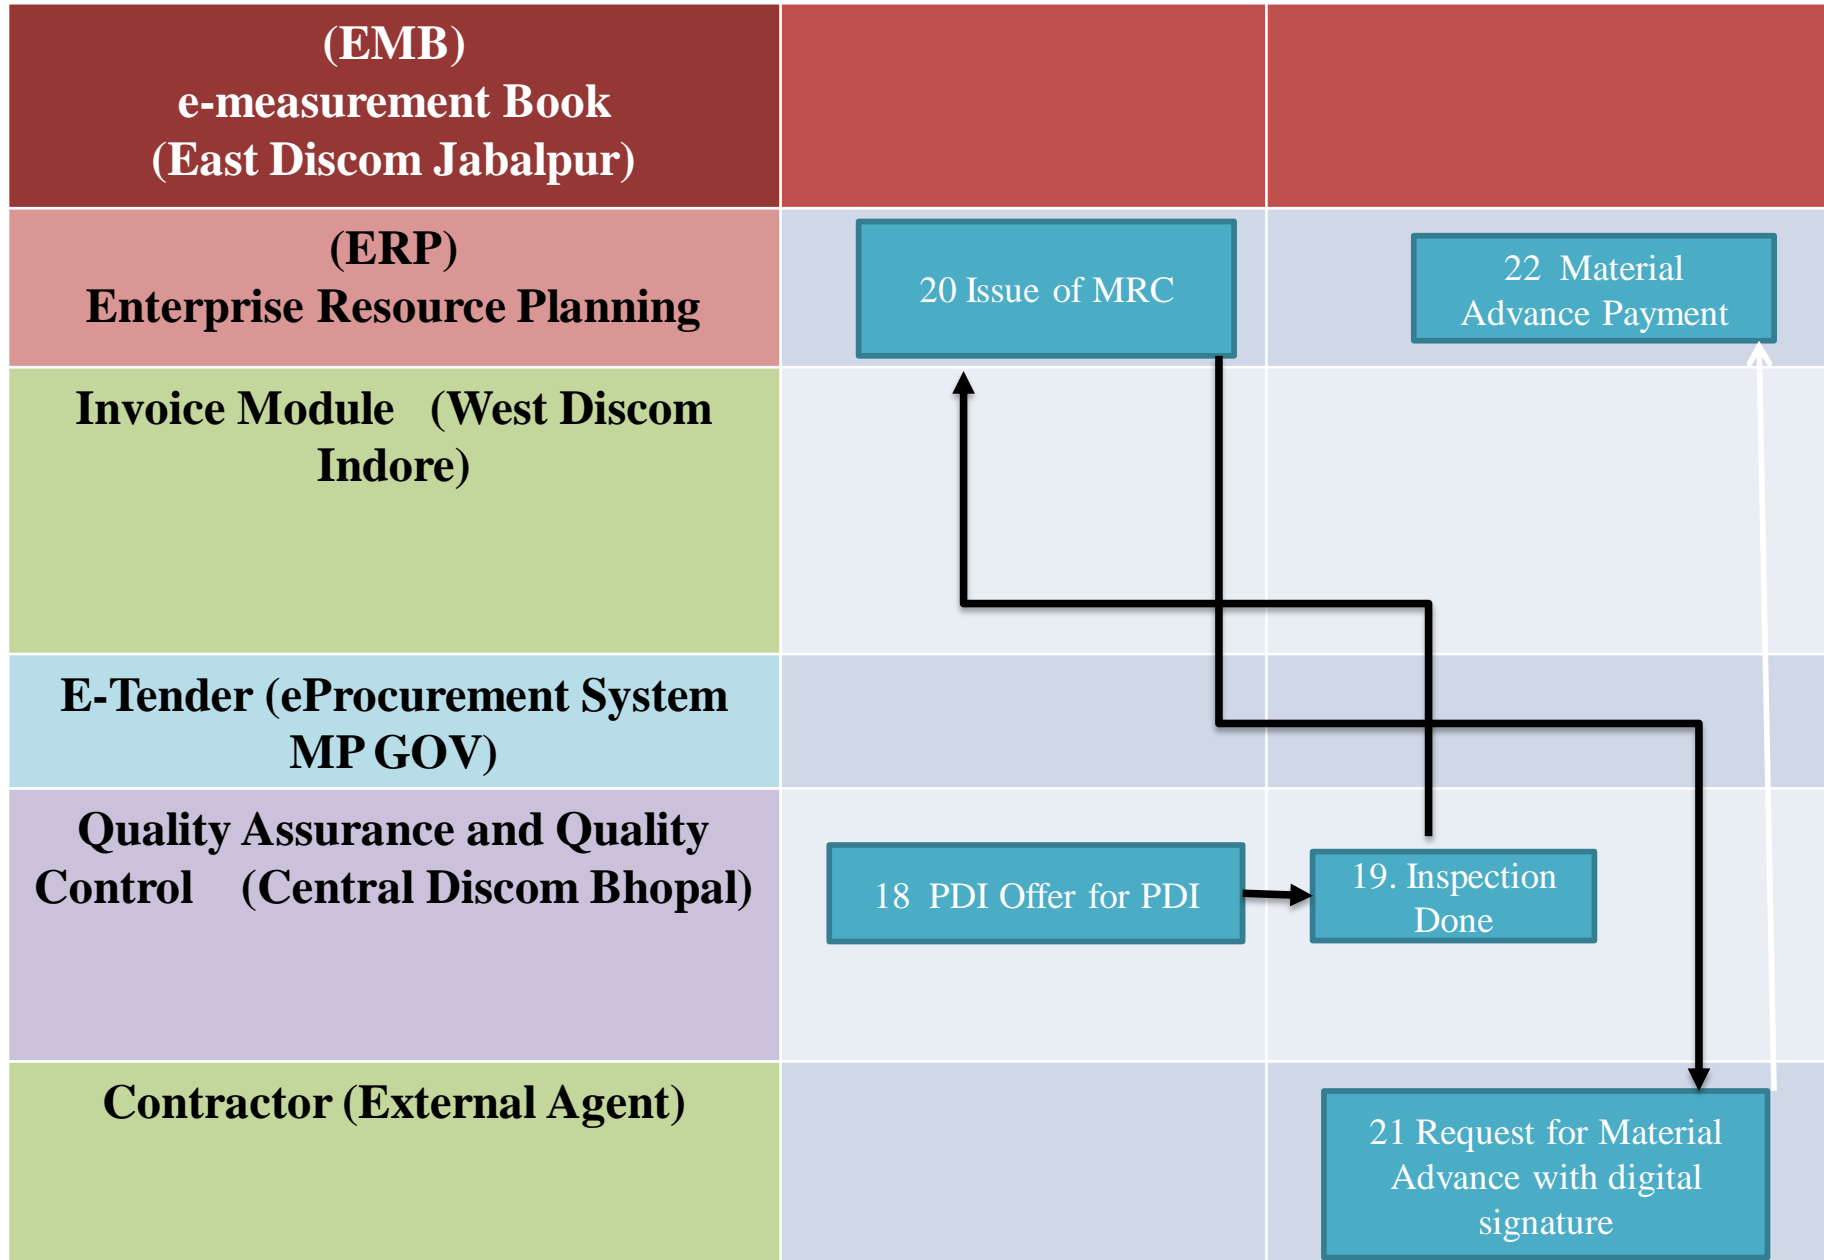 (EMB)
e-measurement Book
(East Discom Jabalpur)
(ERP)
Enterprise Resource Planning
20 Issue of MRC
22 Material
Advance Payment
Invoice Module (West Discom
Indore)
E-Tender (eProcurement System
MP GOV)
Quality Assurance and Quality
Control (Central Discom Bhopal)
18 PDI Offer for PDI
19. Inspection
Done
Contractor (External Agent)
21 Request for Material
Advance with digital
signature